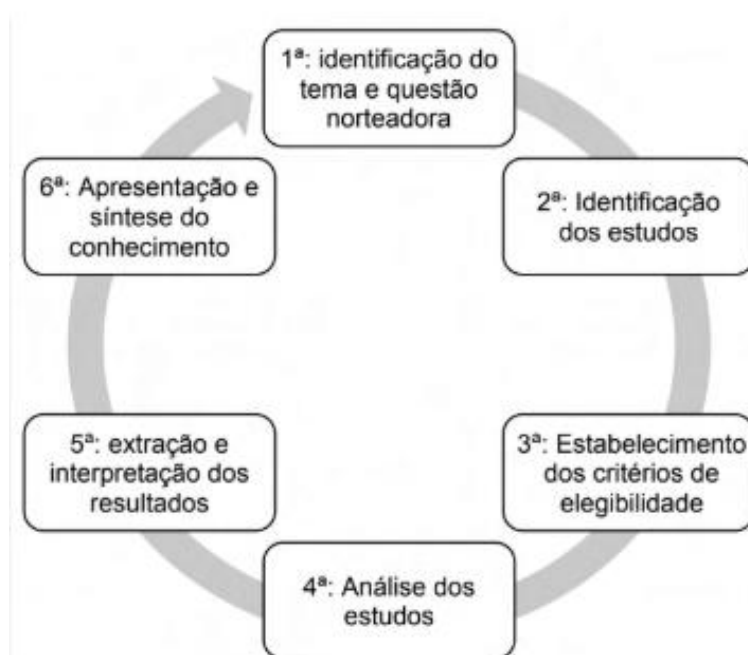 1ª: identificação do
tema e questão
norteadora
2ª: Identificação
dos estudos
3ª: Estabelecimento
dos critérios de
elegibilidade
4ª: Análise dos
estudos
5ª: extração e
interpretação dos
resultados
6ª: Apresentação e
síntese do
conhecimento